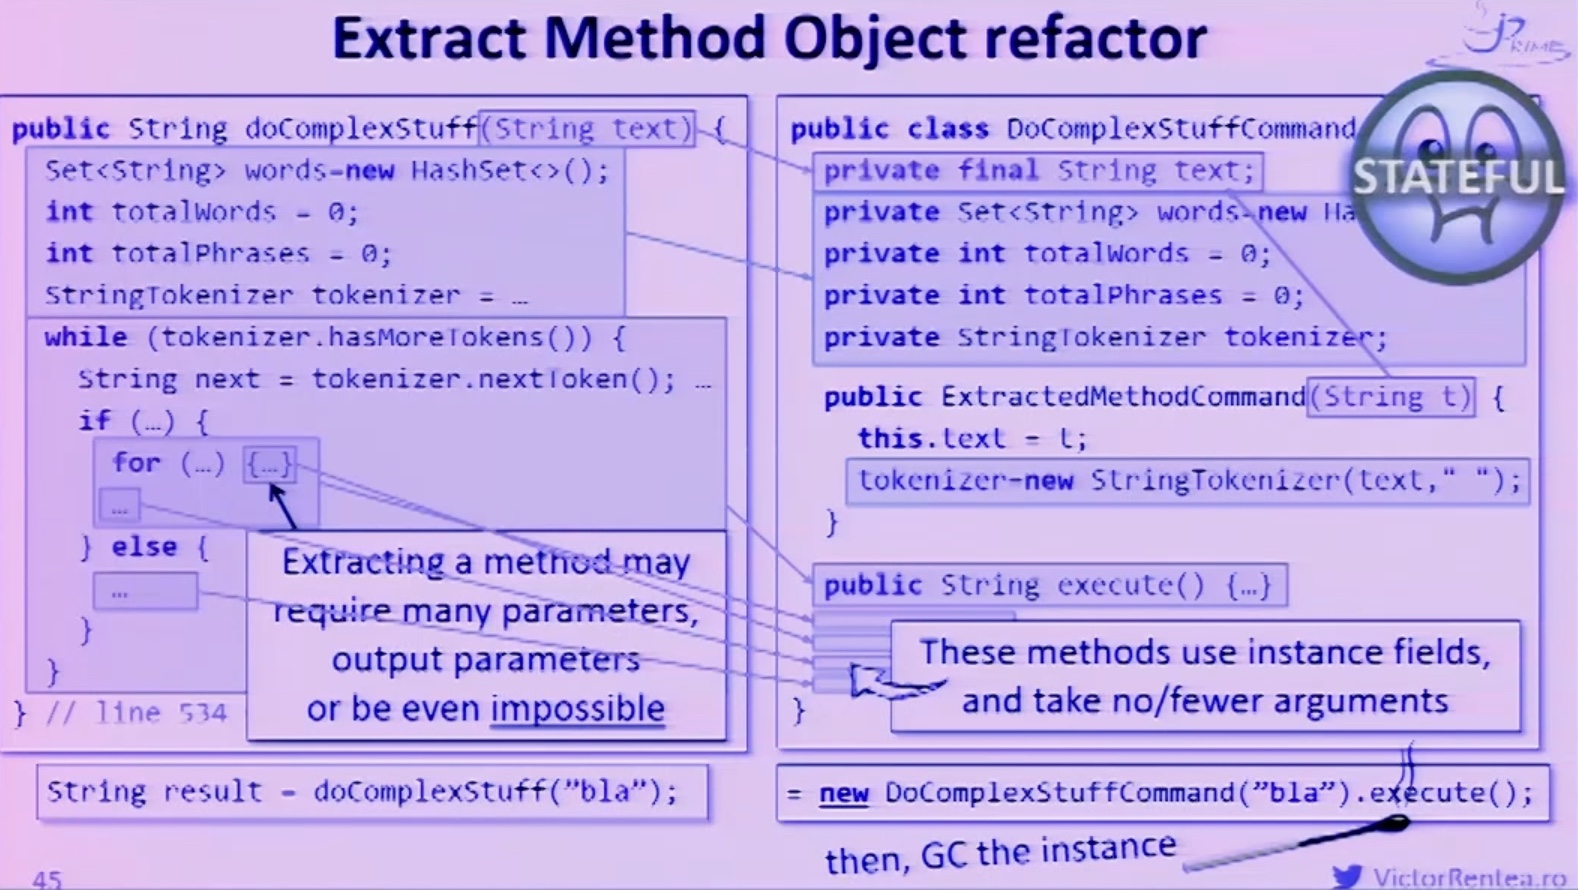 Extract Method Object refactor
JPRIME
public String doComplexStuff(String text) {
Set<String> words=new HashSet<>();
int totalWords = 0;
int totalPhrases = 0;
StringTokenizer tokenizer = …
while (tokenizer.hasMoreTokens()) {
String next = tokenizer.nextToken(); …
if (…) {
for (…) {…}
…
} else {
…
}
}
} // line 534
Extracting a method may
require many parameters,
output parameters
or be even impossible
String result = doComplexStuff(”bla”);
public class DoComplexStuffCommand
STATEFUL
private final String text;
private Set<String> words=new Ha
private int totalWords = 0;
private int totalPhrases = 0;
private StringTokenizer tokenizer;
public ExtractedMethodCommand(String t) {
this.text = t;
tokenizer=new StringTokenizer(text," ");
}
public String execute() {…}
These methods use instance fields,
and take no/fewer arguments
}
= new DoComplexStuffCommand(”bla”).execute();
then, GC the instance
45
VictorRentea.ro